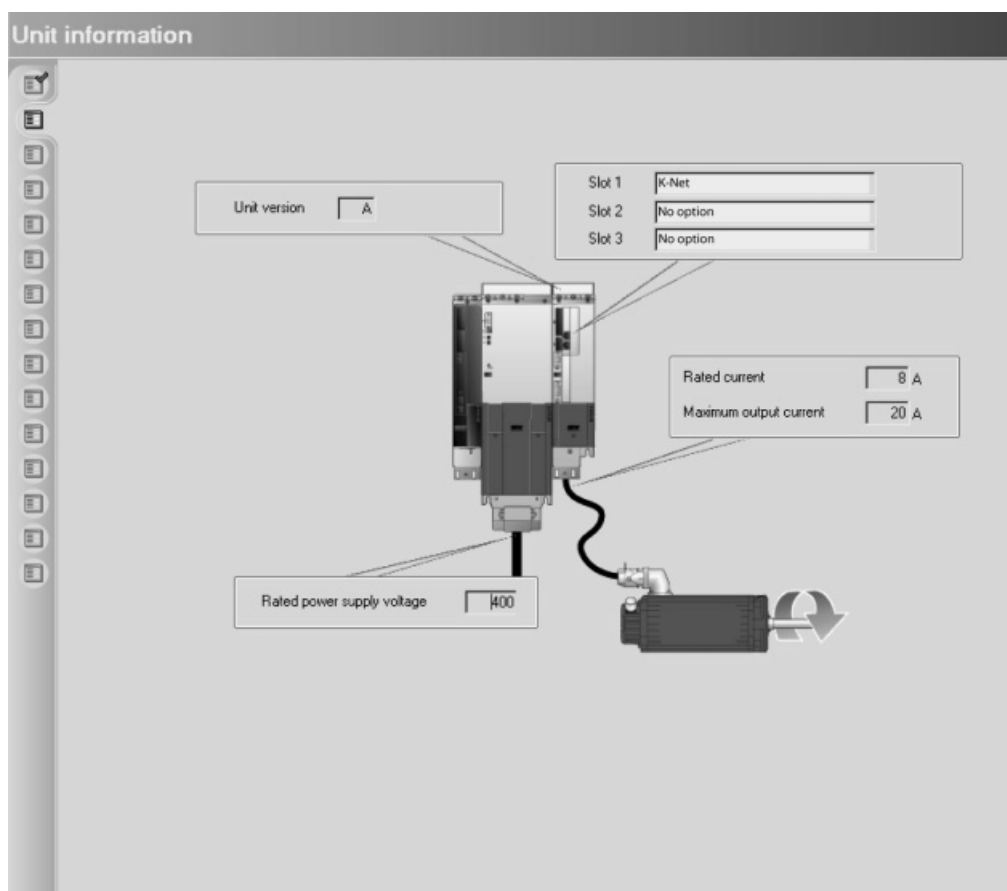 Unit information
Unit version A
Slot 1 K-Net
Slot 2 No option
Slot 3 No option
Rated current 8 A
Maximum output current 20 A
Rated power supply voltage 400